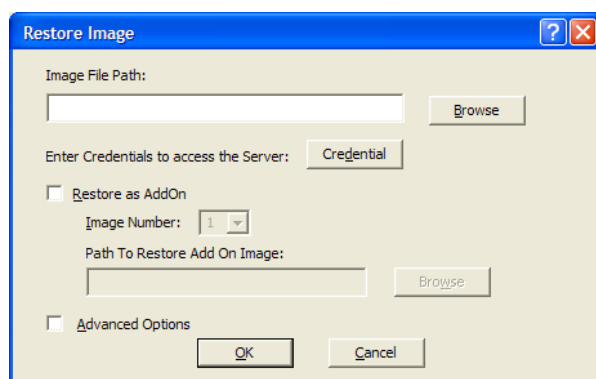 Restore Image
Image File Path:
Browse
Enter Credentials to access the Server: Credential
Restore as AddOn
Image Number: 1
Path To Restore Add On Image:
Browse
Advanced Options
OK Cancel